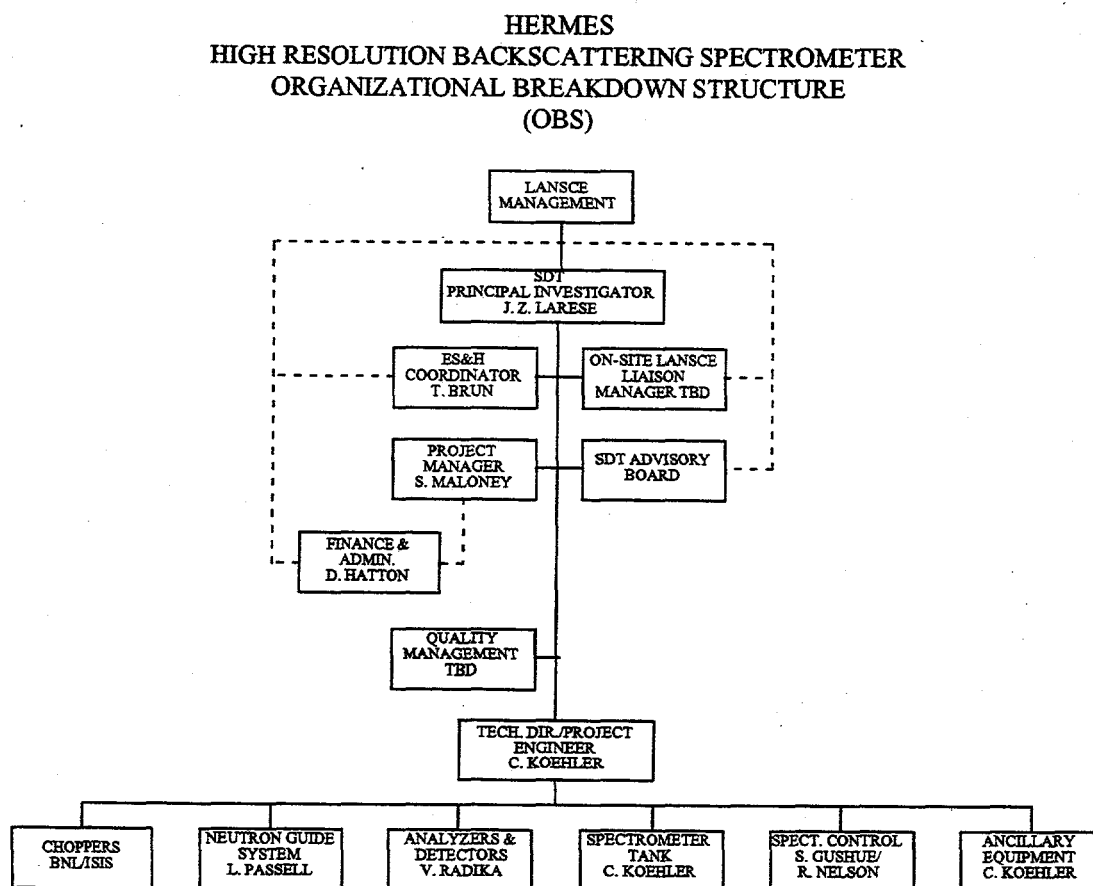 HERMES
HIGH RESOLUTION BACKSCATTERING SPECTROMETER
ORGANIZATIONAL BREAKDOWN STRUCTURE
(OBS)
LANSCE
MANAGEMENT
SDT
PRINCIPAL INVESTIGATOR
J. Z. LARESE
ES&H
COORDINATOR
T. BRUN
ON-SITE LANSCE
LIAISON
MANAGER TBD
PROJECT
MANAGER
S. MALONEY
SDT ADVISORY
BOARD
FINANCE &
ADMIN.
D. HATTON
QUALITY
MANAGEMENT
TBD
TECH. DIR./PROJECT
ENGINEER
C. KOEHLER
CHOPPERS
BNL/ISIS
NEUTRON GUIDE
SYSTEM
L. PASSELL
ANALYZERS &
DETECTORS
V. RADIKA
SPECTROMETER
TANK
C. KOEHLER
SPECT. CONTROL
S. GUSHUE/
R. NELSON
ANCILLARY
EQUIPMENT
C. KOEHLER